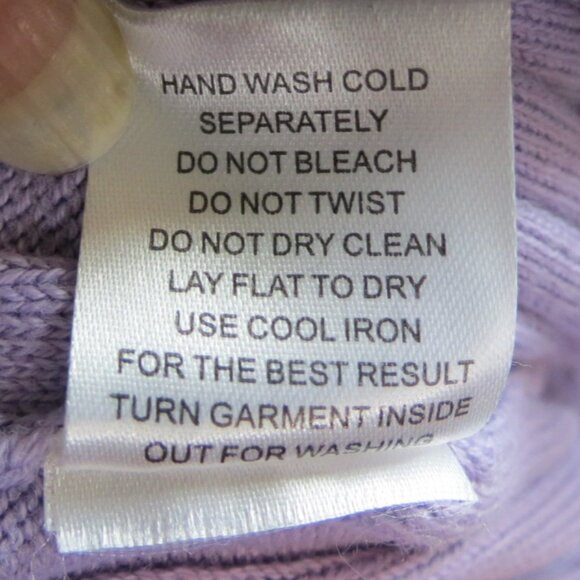 HAND WASH COLD
SEPARATELY
DO NOT BLEACH
DO NOT TWIST
DO NOT DRY CLEAN
LAY FLAT TO DRY
USE COOL IRON
FOR THE BEST RESULT
TURN GARMENT INSIDE
OUT FOR WASHING